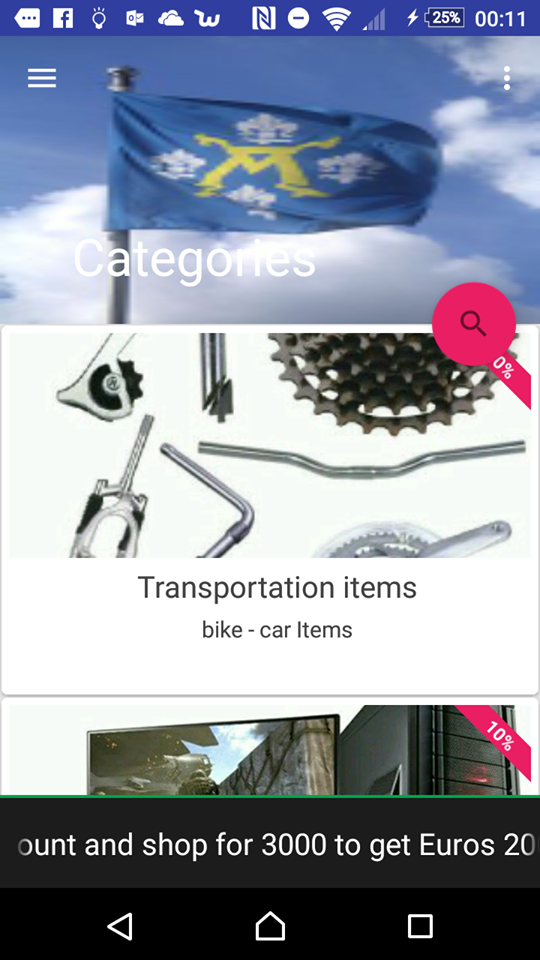 25% 00:11
Categories
0%
Transportation items
bike - car Items
10%
ount and shop for 3000 to get Euros 20